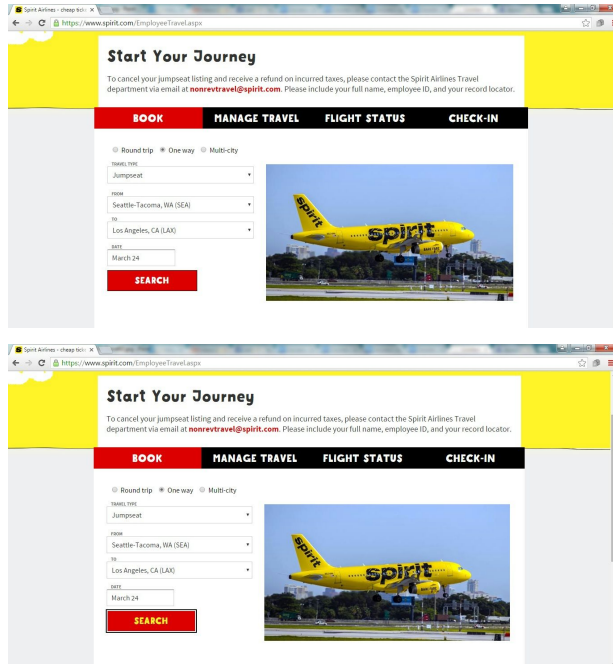 Spirit Airlines - cheap tick
https://www.spirit.com/EmployeeTravel.aspx
Start Your Journey
To cancel your jumpseat listing and receive a refund on incurred taxes, please contact the Spirit Airlines Travel
department via email at nonrevtravel@spirit.com. Please include your full name, employee ID, and your record locator.
BOOK MANAGE TRAVEL FLIGHT STATUS CHECK-IN
Round trip One way Multi-city
TRAVEL TYPE
Jumpseat
FROM
Seattle-Tacoma, WA (SEA)
TO
Los Angeles, CA (LAX)
DATE
March 24
SEARCH
spirit
spirit
Spirit Airlines - cheap tick
https://www.spirit.com/EmployeeTravel.aspx
Start Your Journey
To cancel your jumpseat listing and receive a refund on incurred taxes, please contact the Spirit Airlines Travel
department via email at nonrevtravel@spirit.com. Please include your full name, employee ID, and your record locator.
BOOK MANAGE TRAVEL FLIGHT STATUS CHECK-IN
Round trip One way Multi-city
TRAVEL TYPE
Jumpseat
FROM
Seattle-Tacoma, WA (SEA)
TO
Los Angeles, CA (LAX)
DATE
March 24
SEARCH
spirit
spirit